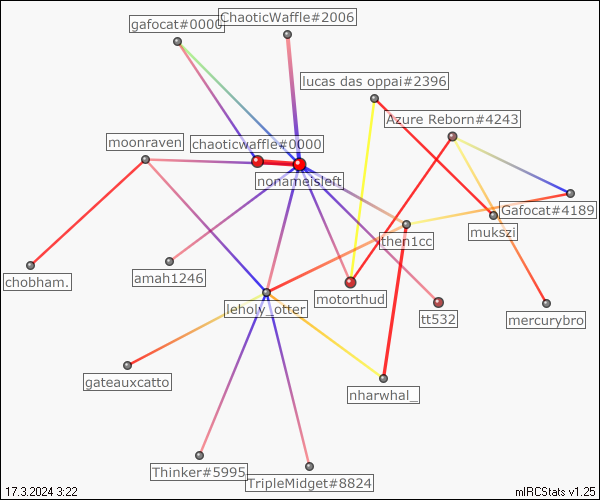 ChaoticWaffle#2006
gafocat#0000
lucas das oppai#2396
Azure Reborn#4243
moonraven
chaoticwaffle#0000
nonameisleft
Gafocat#4189
mukszi
then1cc
chobham.
amah1246
motorthud
leholy_otter
tt532
mercurybro
gateauxcatto
nharwhal_
Thinker#5995
TripleMidget#8824
17.3.2024 3:22
mIRCStats v1.25